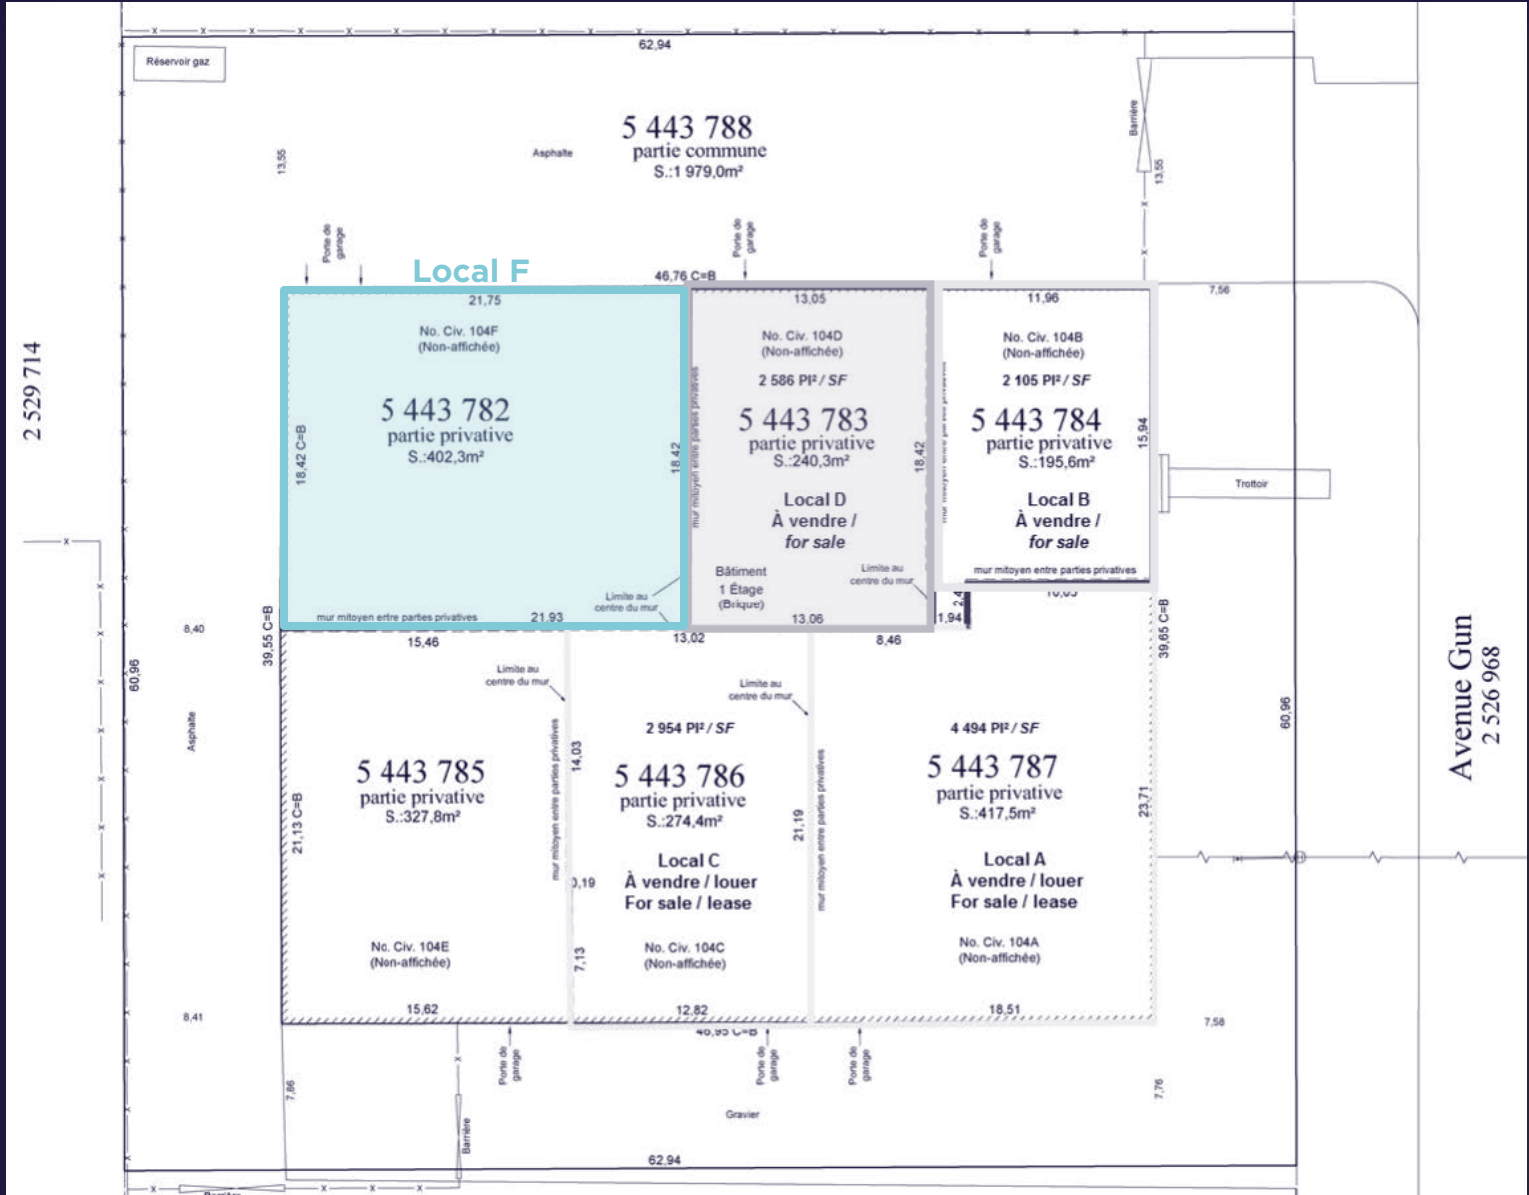 62,94
Réservoir gaz
5 443 788
partie commune
S.:1 979,0m²
Asphalte
Barrière
13,55
13,55
Porte de
garage
Porte de
garage
Porte de
garage
Local F
46,76 C=B
7,56
21,75
No. Civ. 104F
(Non-affichée)
5 443 782
partie privative
S.:402,3m²
18,42 C=B
18,42
Limite au
centre du mur
mur mitoyen entre parties privatives
21,93
mur mitoyen entre parties privatives
13,05
No. Civ. 104D
(Non-affichée)
2 586 PI² / SF
5 443 783
partie privative
S.:240,3m²
18,42
Local D
À vendre /
for sale
Bâtiment
1 Étage
(Brique)
Limite au
centre du mur
13,06
11,96
No. Civ. 104B
(Non-affichée)
2 105 PI² / SF
5 443 784
partie privative
S.:195,6m²
15,94
Local B
À vendre /
for sale
mur mitoyen entre parties privatives
Trottoir
2 529 714
1,94
8,40
39,55 C=B
60,96
Asphalte
15,46
13,02
8,46
39,65 C=B
60,96
Avenue Gun
2 526 968
Limite au
centre du mur
Limite au
centre du mur
5 443 785
partie privative
S.:327,8m²
21,13 C=B
No. Civ. 104E
(Non-affichée)
15,62
mur mitoyen entre parties privatives
14,03
2 954 PI² / SF
5 443 786
partie privative
S.:274,4m²
21,19
Local C
À vendre / louer
For sale / lease
7,13
No. Civ. 104C
(Non-affichée)
12,82
mur mitoyen entre parties privatives
4 494 PI² / SF
5 443 787
partie privative
S.:417,5m²
23,71
Local A
À vendre / louer
For sale / lease
No. Civ. 104A
(Non-affichée)
18,51
8,41
46,95 C=B
7,58
Porte de
garage
Porte de
garage
Porte de
garage
7,86
7,76
Barrière
Gravier
62,94